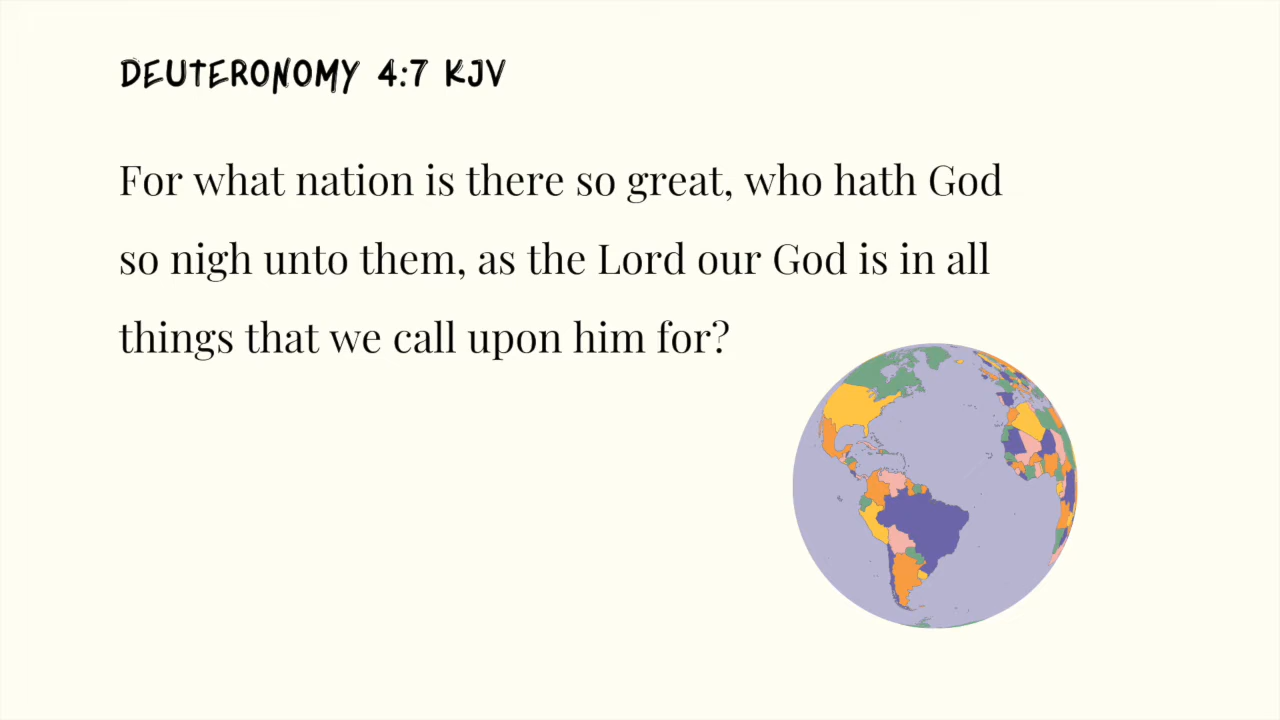 DEUTERONOMY 4:7 KJV
For what nation is there so great, who hath God
so nigh unto them, as the Lord our God is in all
things that we call upon him for?